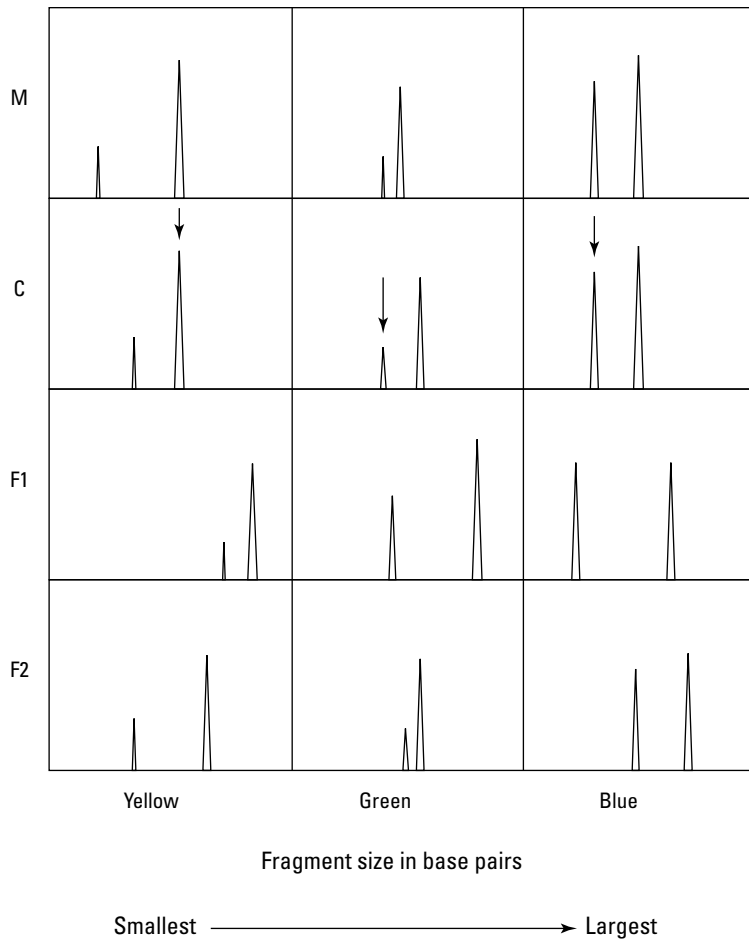 M
C
F1
F2
Yellow Green Blue
Fragment size in base pairs
Smallest Largest